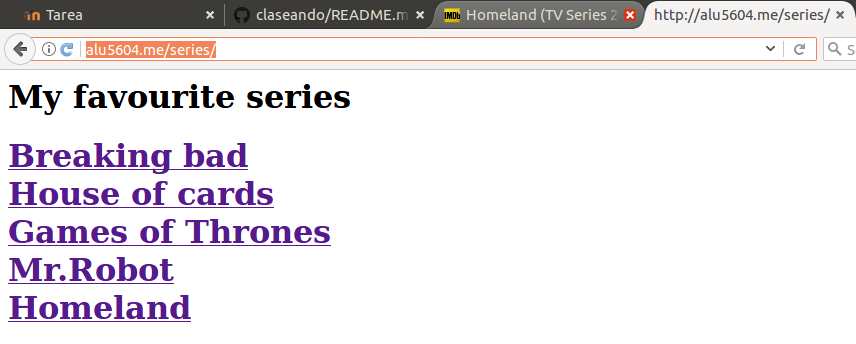 Tarea
claseando/README.m
IMDb
Homeland (TV Series 2
http://alu5604.me/series/
alu5604.me/series/
S
My favourite series
Breaking bad
House of cards
Games of Thrones
Mr.Robot
Homeland